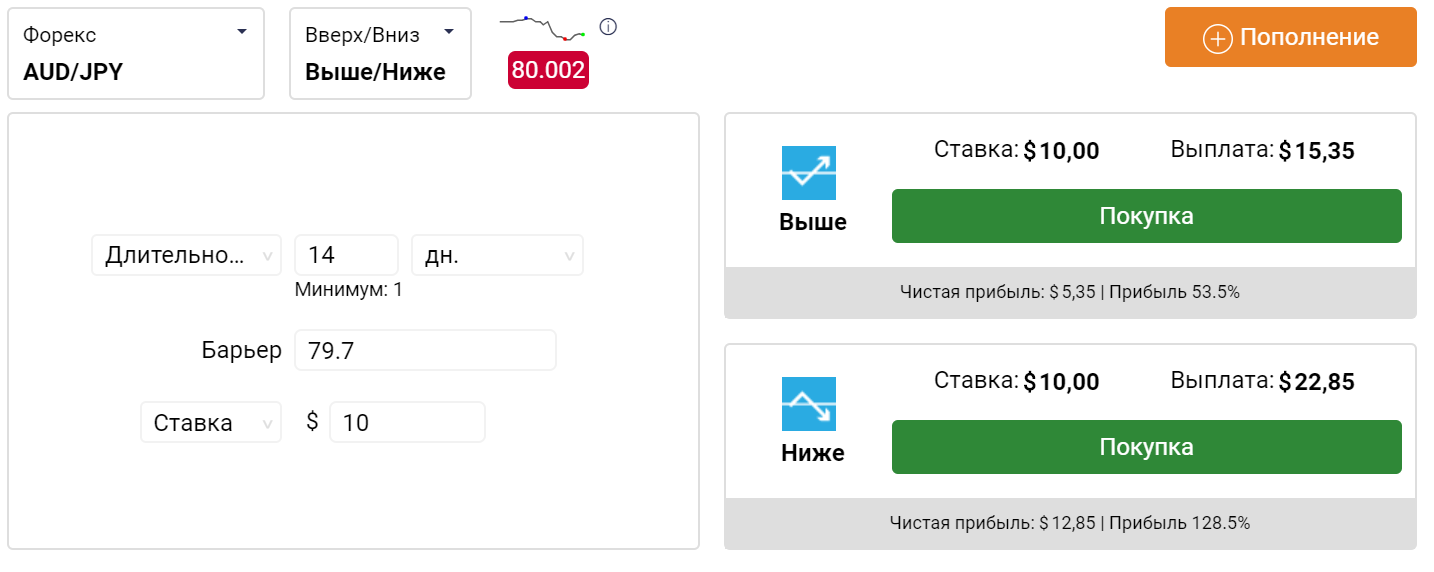 Форекс
AUD/JPY
Вверх/Вниз
Выше/Ниже
80.002
Пополнение
Длительно...
14
дн.
Минимум: 1
Барьер
79.7
Ставка
$
10
Ставка: $10,00
Выплата: $15,35
Выше
Покупка
Чистая прибыль: $5,35 | Прибыль 53.5%
Ставка: $10,00
Выплата: $22,85
Ниже
Покупка
Чистая прибыль: $12,85 | Прибыль 128.5%